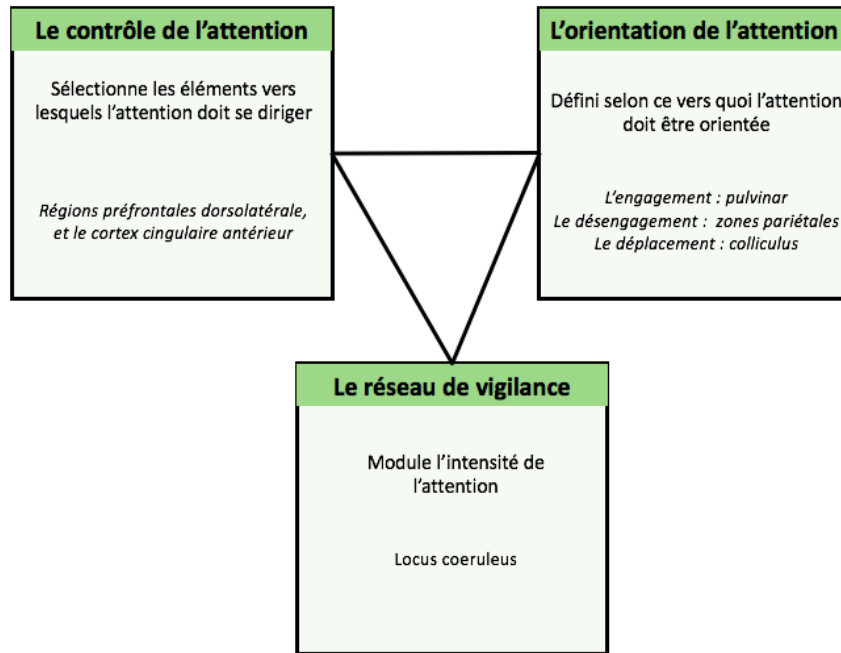 Le contrôle de l’attention
Sélectionne les éléments vers
lesquels l’attention doit se diriger
Régions préfrontales dorsolatérale,
et le cortex cingulaire antérieur
L’orientation de l’attention
Défini selon ce vers quoi l’attention
doit être orientée
L’engagement : pulvinar
Le désengagement : zones pariétales
Le déplacement : colliculus
Le réseau de vigilance
Module l’intensité de
l’attention
Locus coeruleus